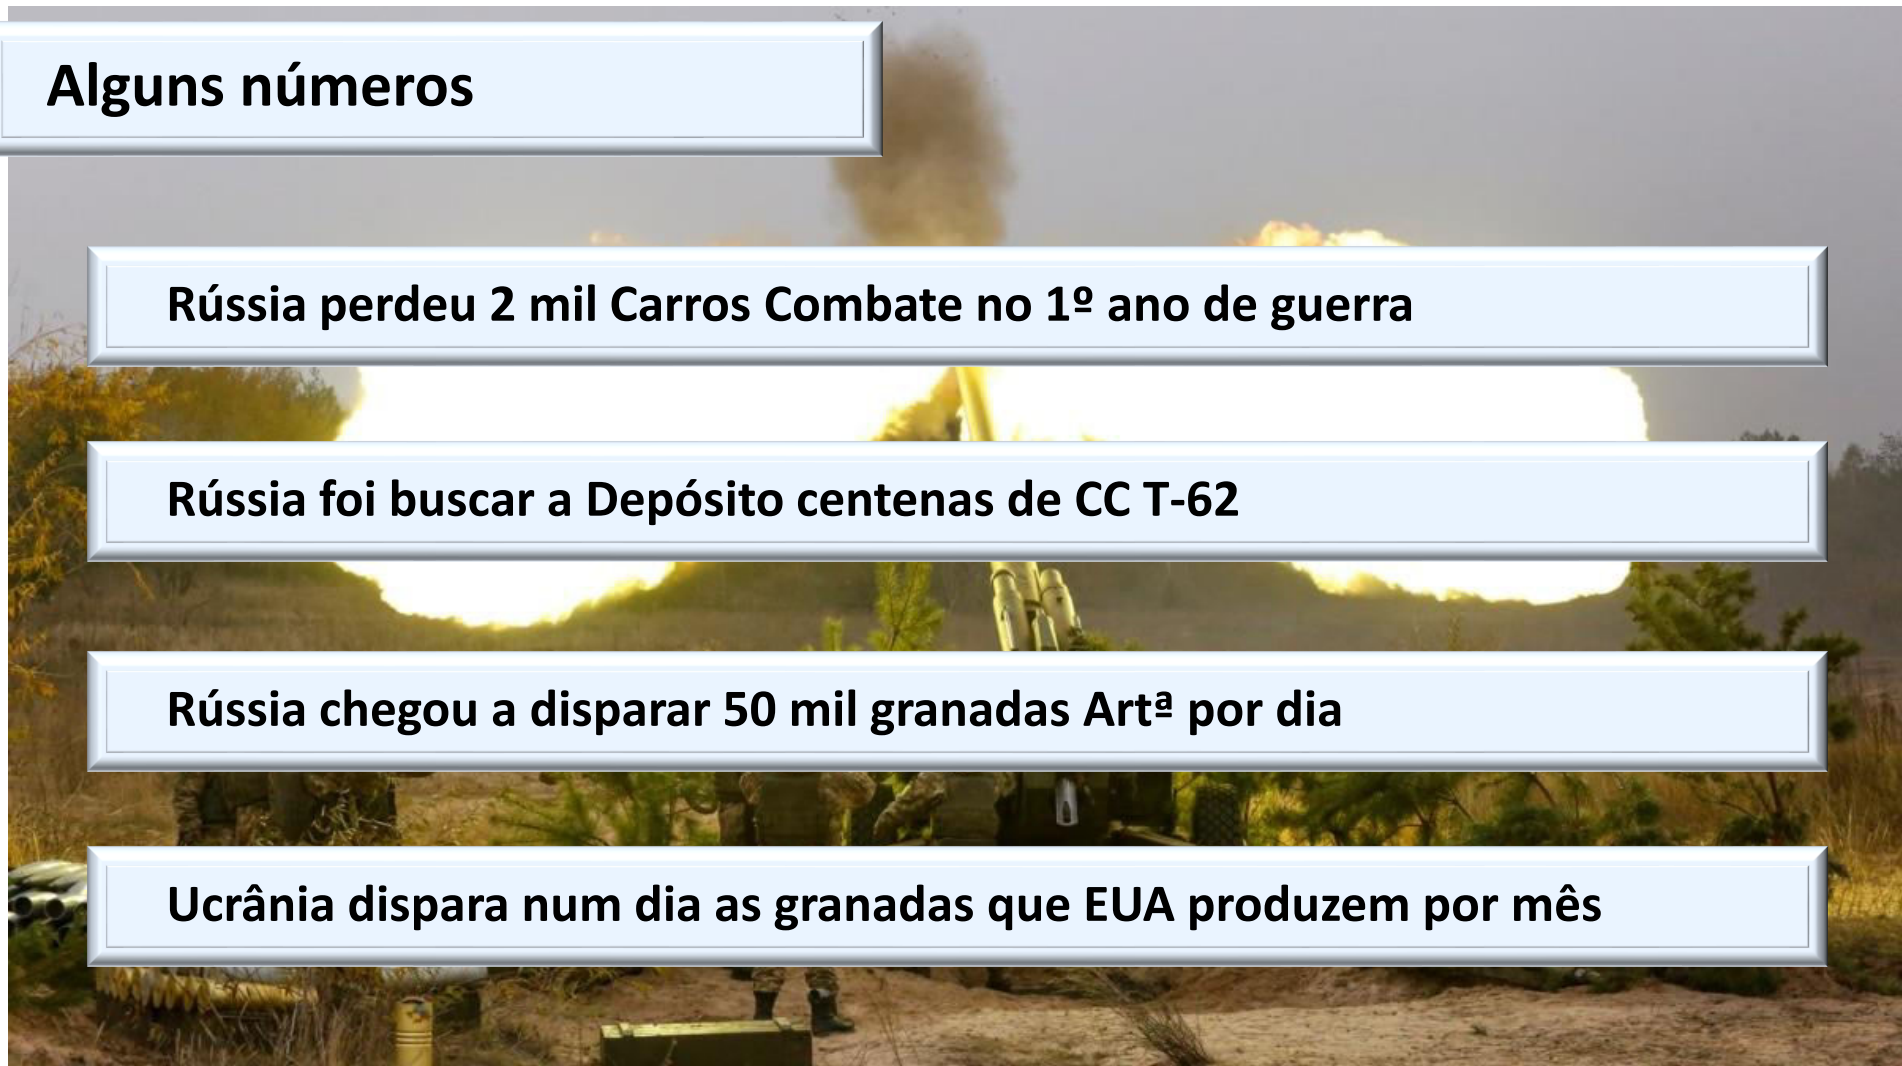 Alguns números
Rússia perdeu 2 mil Carros Combate no 1º ano de guerra
Rússia foi buscar a Depósito centenas de CC T-62
Rússia chegou a disparar 50 mil granadas Artª por dia
Ucrânia dispara num dia as granadas que EUA produzem por mês